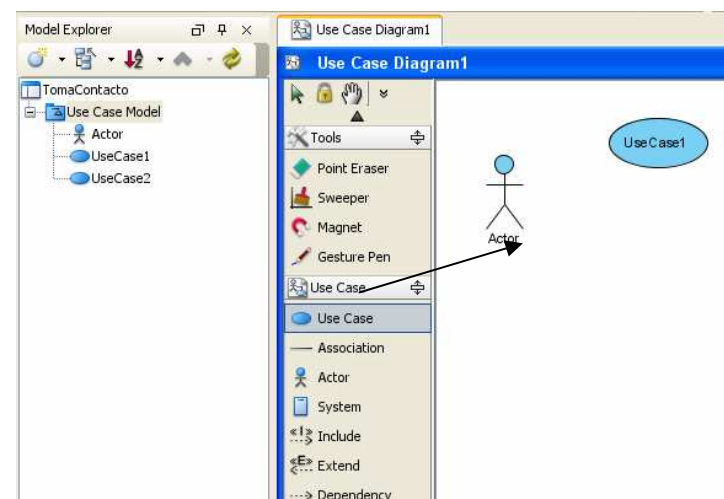 Model Explorer
TomaContacto
Use Case Model
Actor
UseCase1
UseCase2
Use Case Diagram1
Use Case Diagram1
Tools
Point Eraser
Sweeper
Magnet
Gesture Pen
Use Case
Use Case
Association
Actor
System
<<I>> Include
<<E>> Extend
Dependency
Actor
UseCase1